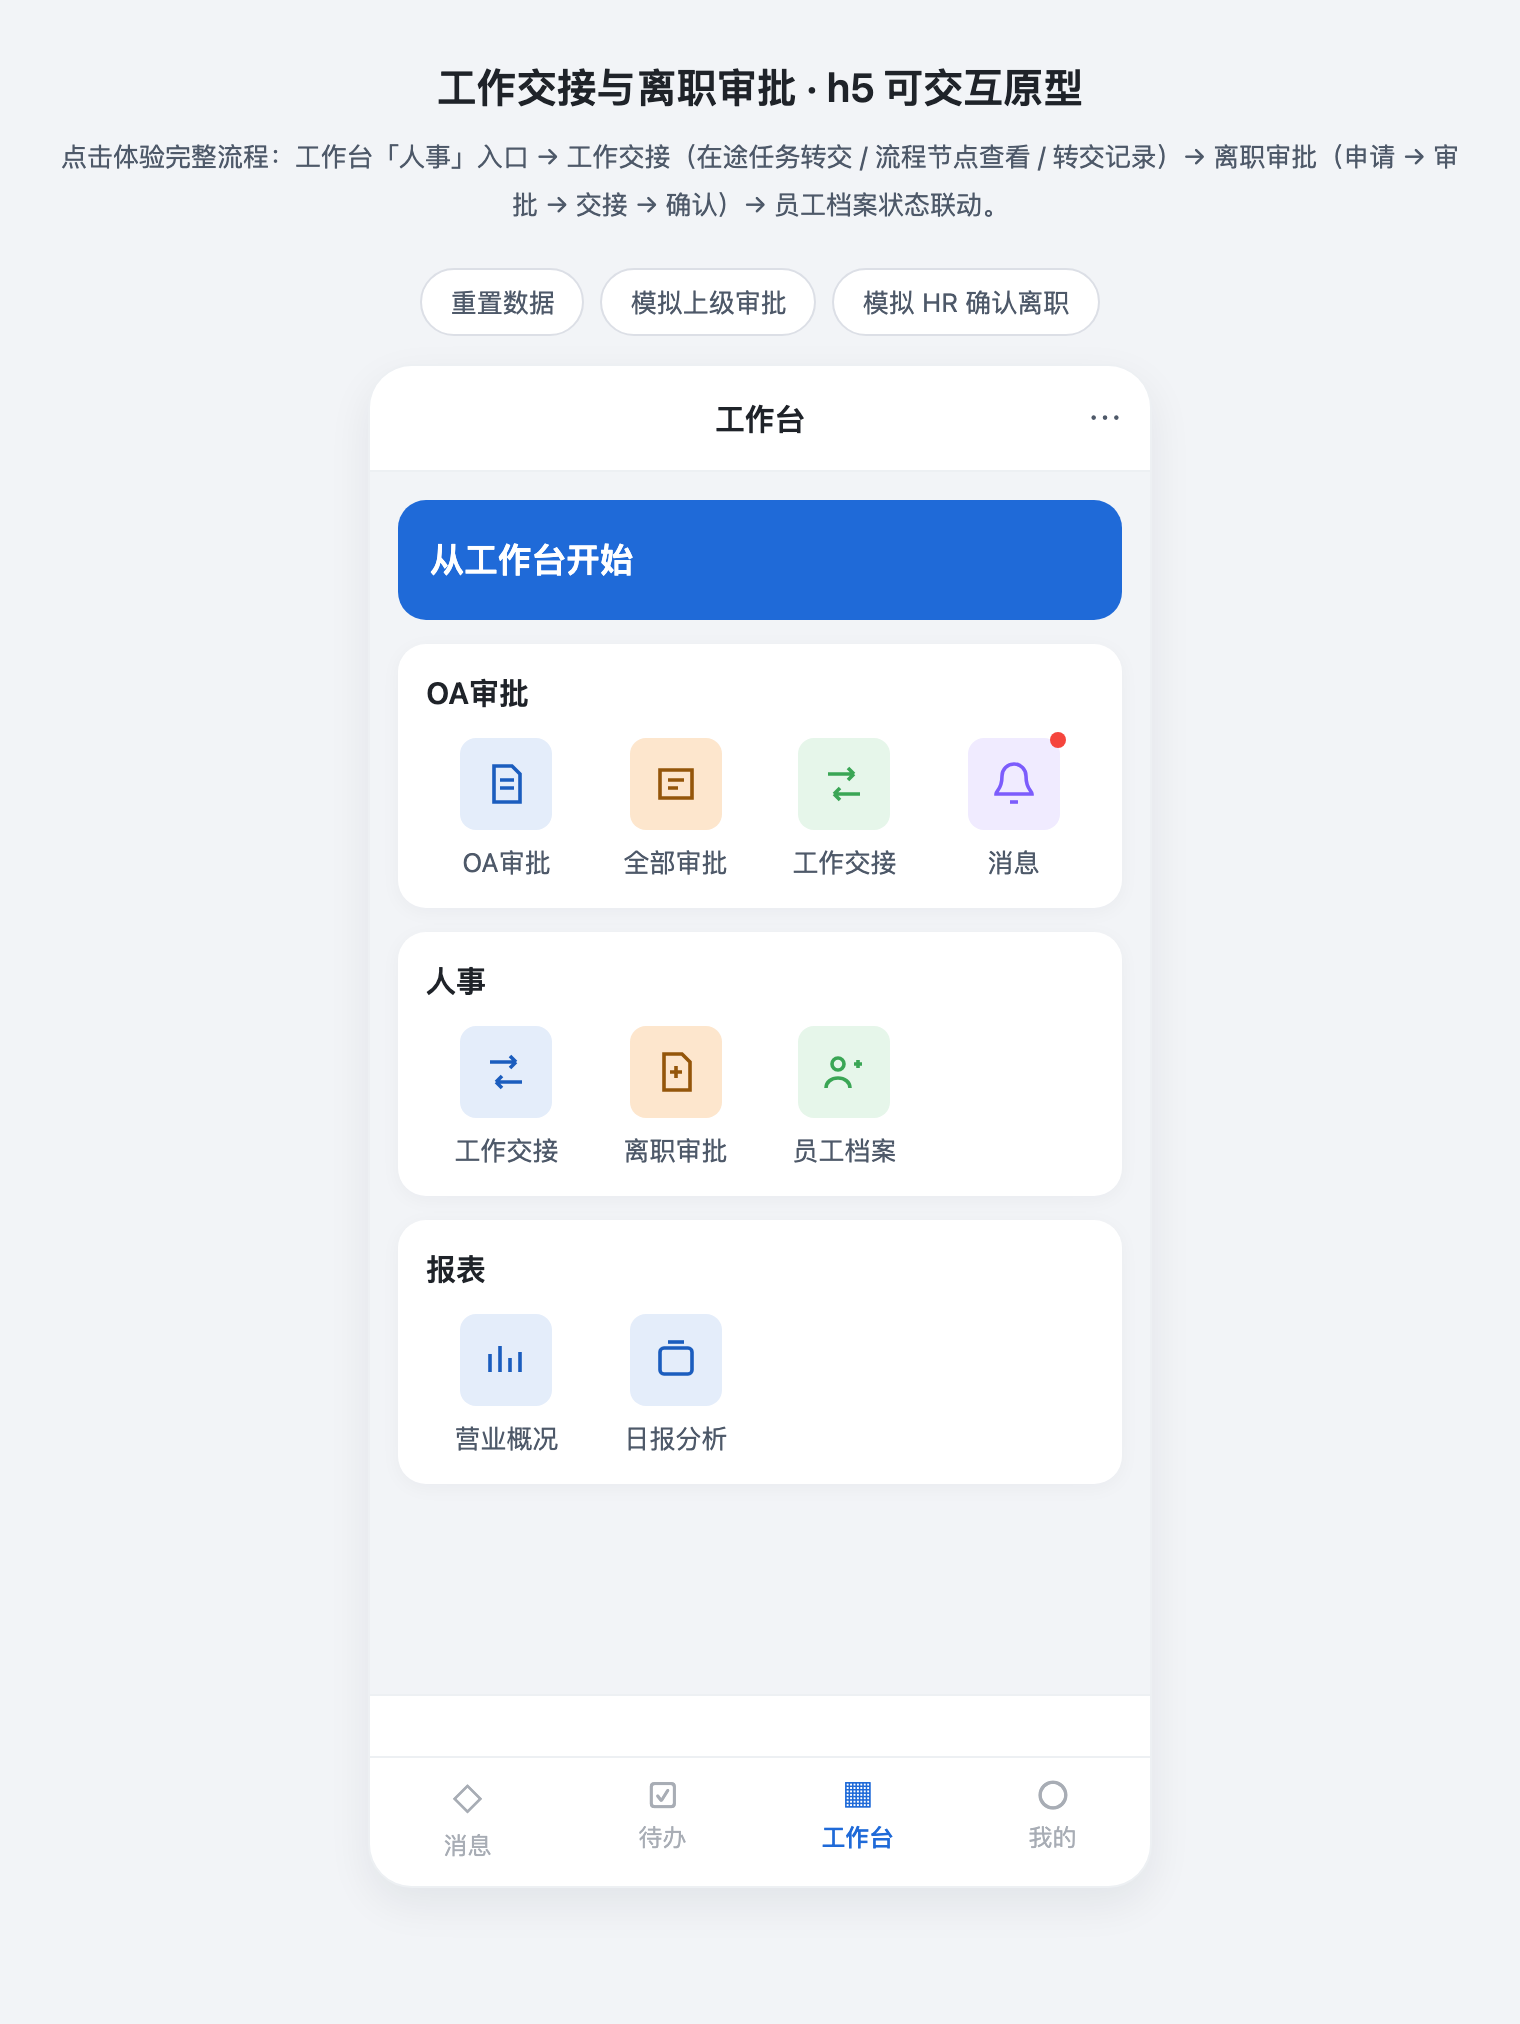 工作交接与离职审批 · h5 可交互原型
点击体验完整流程：工作台「人事」入口 → 工作交接（在途任务转交 / 流程节点查看 / 转交记录）→ 离职审批（申请 → 审
批 → 交接 → 确认）→ 员工档案状态联动。
重置数据 模拟上级审批 模拟 HR 确认离职
工作台 ···
从工作台开始
OA审批
OA审批 全部审批 工作交接 消息
人事
工作交接 离职审批 员工档案
报表
营业概况 日报分析
消息 待办 工作台 我的